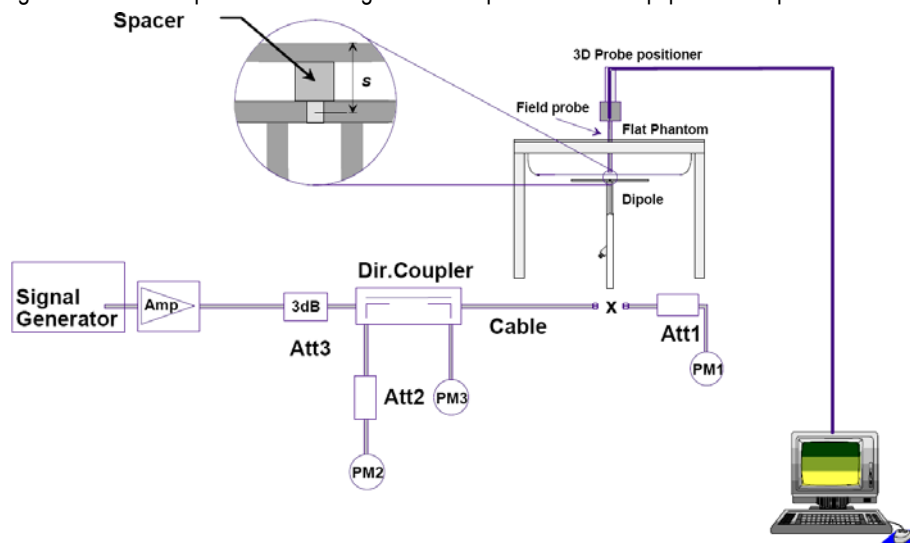 Spacer
s
3D Probe positioner
Field probe
Flat Phantom
Dipole
Signal
Generator
Amp
3dB
Att3
Dir.Coupler
Cable
x
Att1
PM1
Att2
PM3
PM2